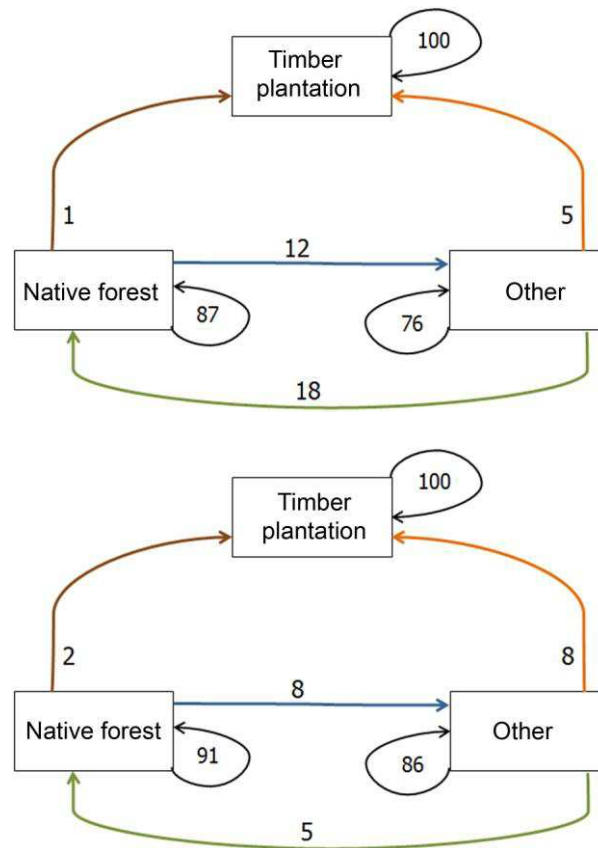 100
Timber
plantation
1
5
12
Native forest
Other
87
76
18
100
Timber
plantation
2
8
8
Native forest
Other
91
86
5